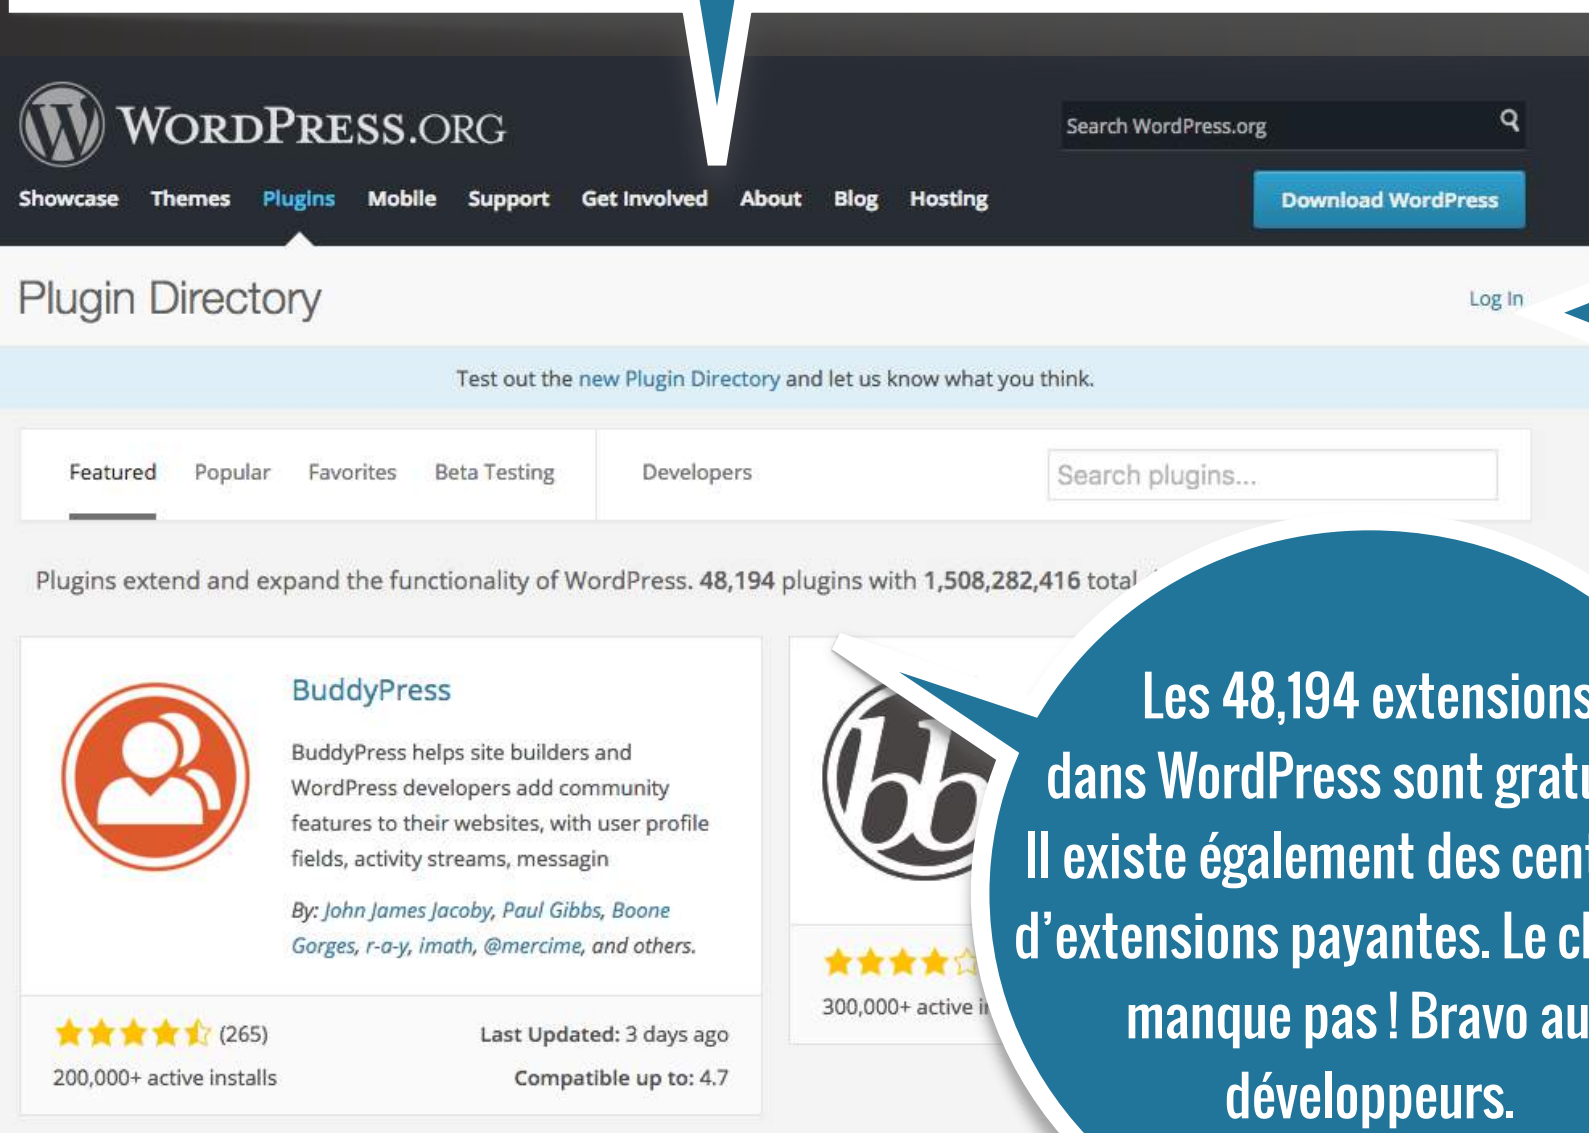 WORDPRESS.ORG
Search WordPress.org
Showcase Themes Plugins Mobile Support Get Involved About Blog Hosting
Download WordPress
Plugin Directory
Log In
Test out the new Plugin Directory and let us know what you think.
Featured Popular Favorites Beta Testing Developers
Search plugins...
Plugins extend and expand the functionality of WordPress. 48,194 plugins with 1,508,282,416 total
BuddyPress
BuddyPress helps site builders and
WordPress developers add community
features to their websites, with user profile
fields, activity streams, messagin
By: John James Jacoby, Paul Gibbs, Boone
Gorges, r-a-y, imath, @mercime, and others.
(265)
200,000+ active installs
Last Updated: 3 days ago
Compatible up to: 4.7
bb
300,000+ active
Les 48,194 extensions
dans WordPress sont
Il existe également des
d'extensions payantes. Le
manque pas ! Bravo
développeurs.